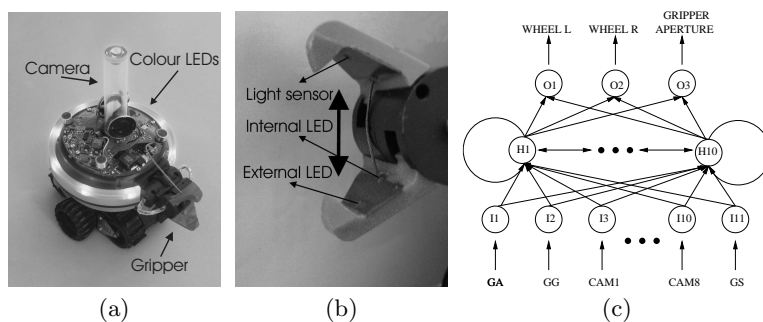 Camera
Colour LEDs
Gripper
(a)
Light sensor
Internal LED
External LED
(b)
WHEEL L
WHEEL R
GRIPPER
APERTURE
O1
O2
O3
H1
H10
I1
I2
I3
I10
I11
GA
GG
CAM1
CAM8
GS
(c)